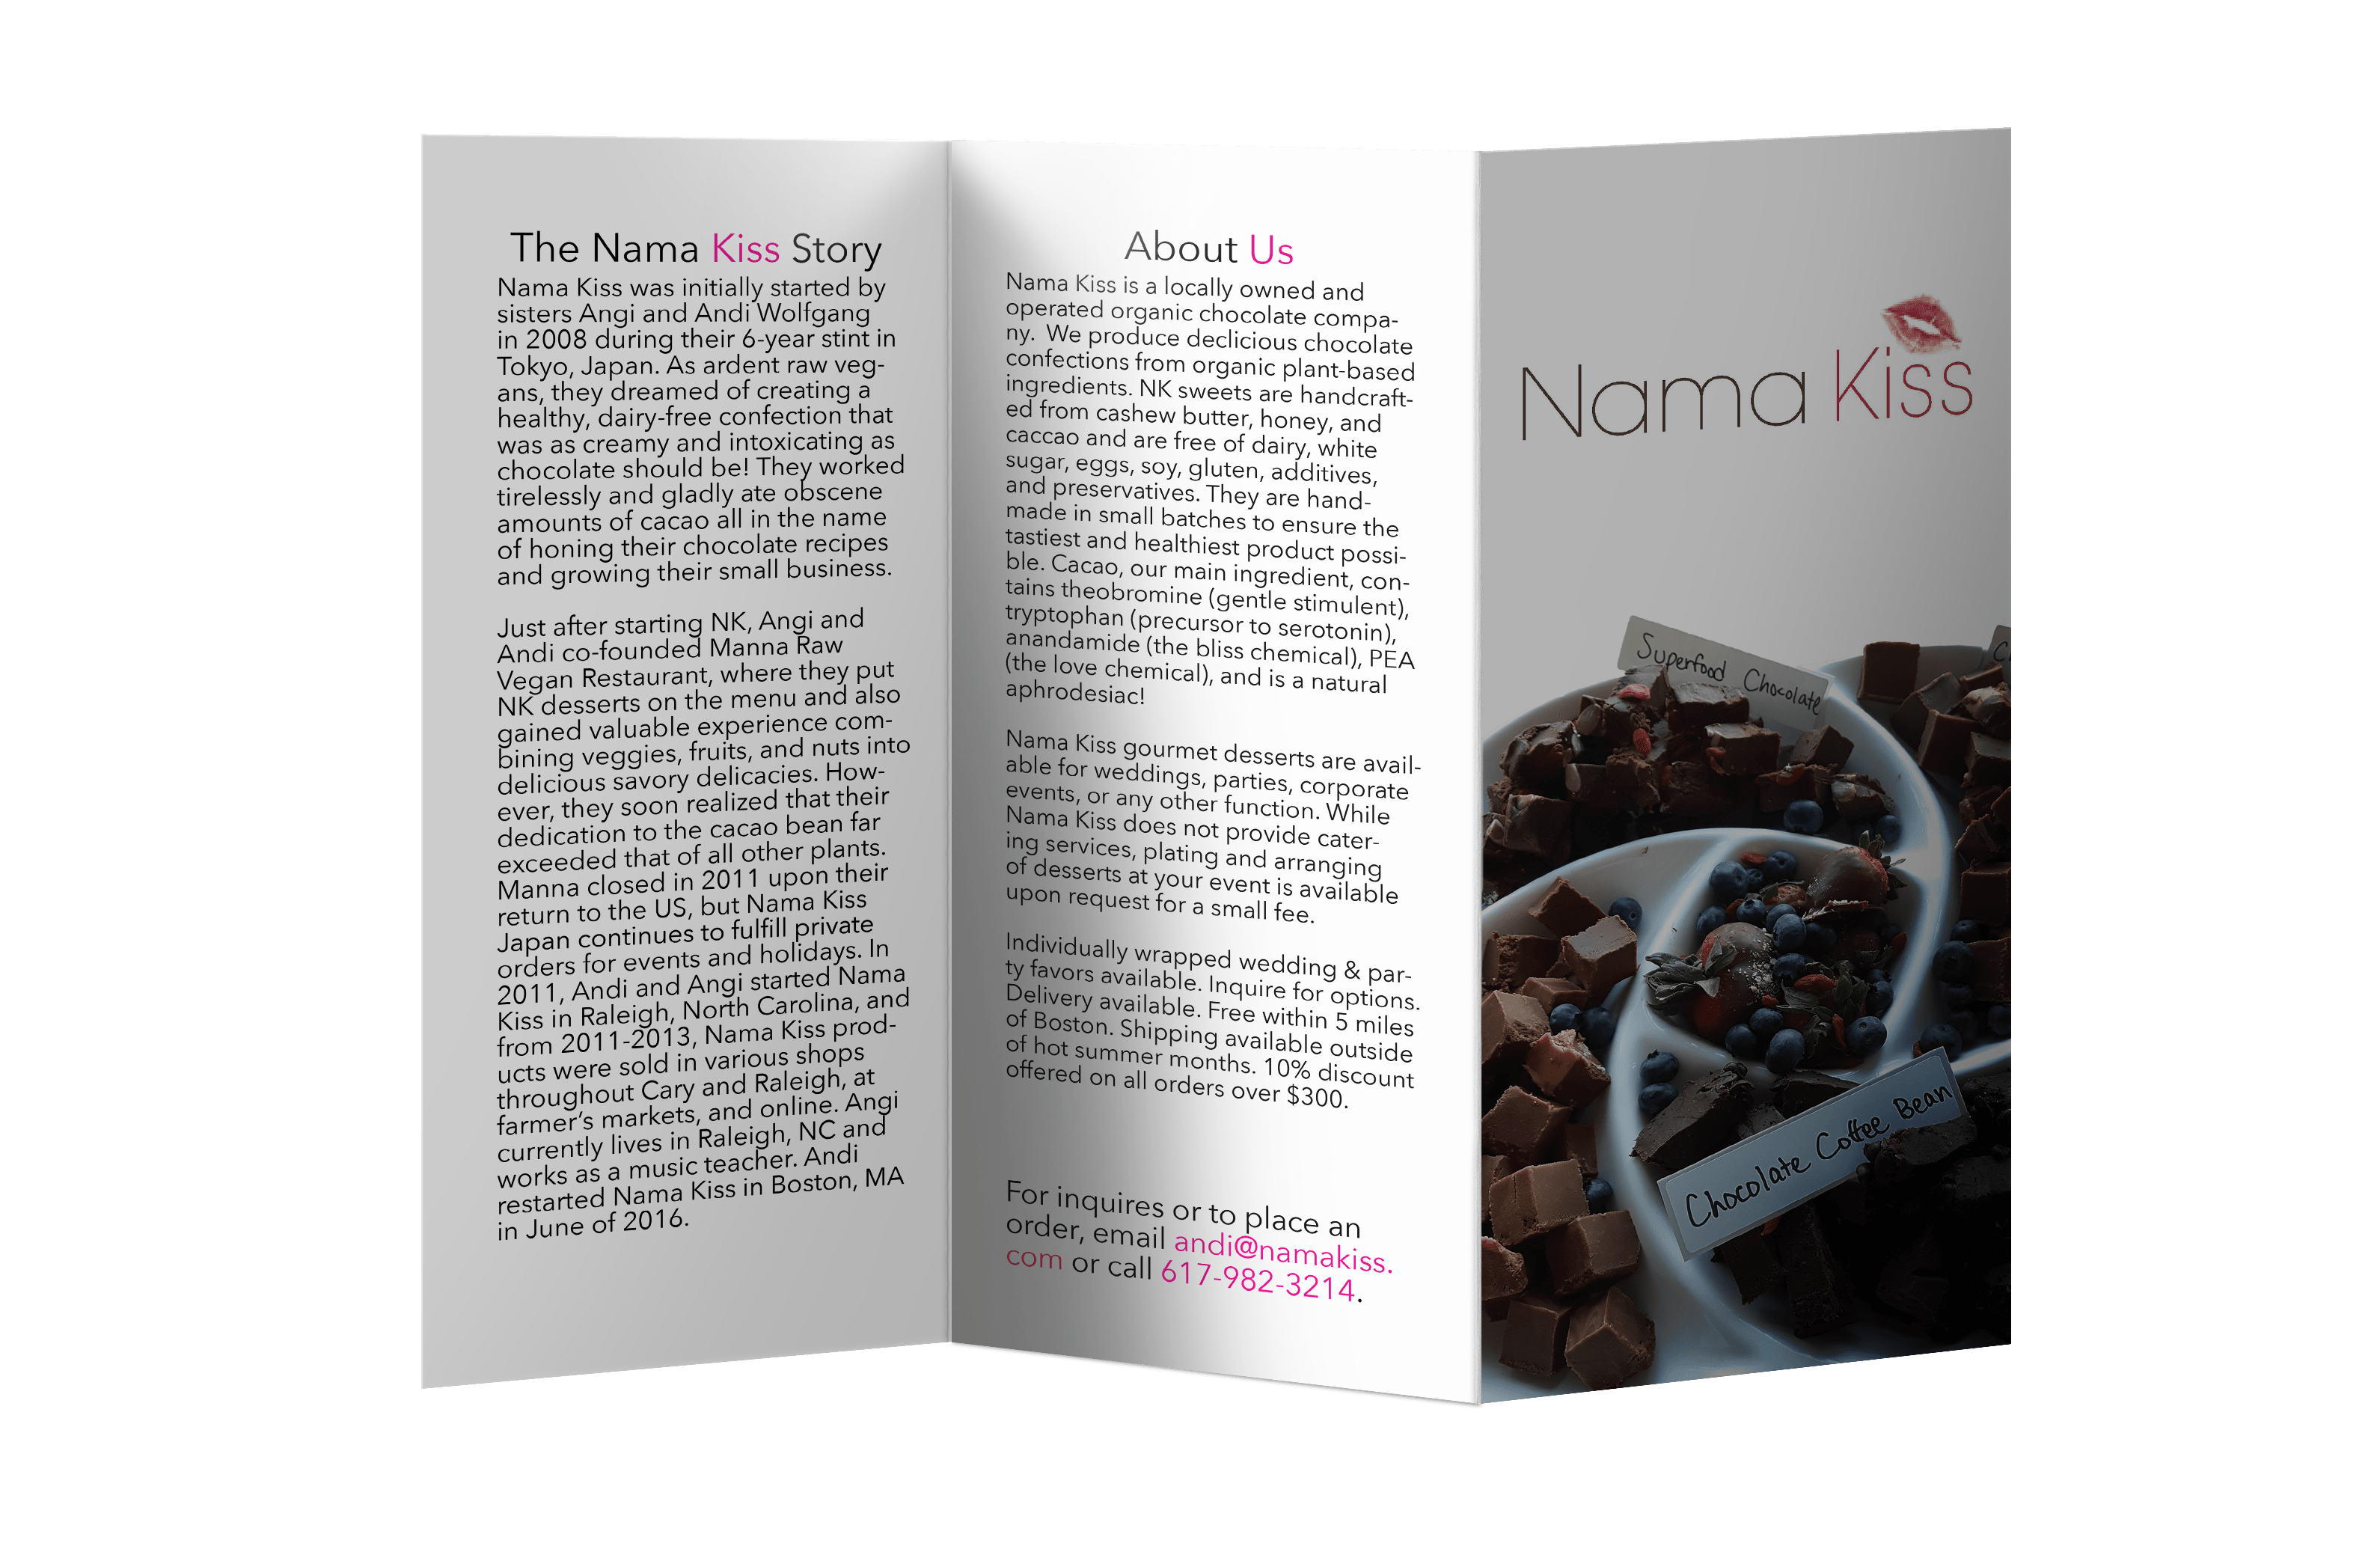 The Nama Kiss Story
Nama Kiss was initially started by
sisters Angi and Andi Wolfgang
in 2008 during their 6-year stint in
Tokyo, Japan. As ardent raw veg-
ans, they dreamed of creating a
healthy, dairy-free confection that
was as creamy and intoxicating as
chocolate should be! They worked
tirelessly and gladly ate obscene
amounts of cacao all in the name
of honing their chocolate recipes
and growing their small business.
Just after starting NK, Angi and
Andi co-founded Manna Raw
Vegan Restaurant, where they put
NK desserts on the menu and also
gained valuable experience com-
bining veggies, fruits, and nuts into
delicious savory delicacies. How-
ever, they soon realized that their
dedication to the cacao bean far
exceeded that of all other plants.
Manna closed in 2011 upon their
return to the US, but Nama Kiss
Japan continues to fulfill private
orders for events and holidays. In
2011, Andi and Angi started Nama
Kiss in Raleigh, North Carolina, and
from 2011-2013, Nama Kiss prod-
ucts were sold in various shops
throughout Cary and Raleigh, at
farmer's markets, and online. Angi
currently lives in Raleigh, NC and
works as a music teacher. Andi
restarted Nama Kiss in Boston, MA
in June of 2016.
About Us
Nama Kiss is a locally owned and
operated organic chocolate compa-
ny. We produce declicious chocolate
confections from organic plant-based
ingredients. NK sweets are handcraft-
ed from cashew butter, honey, and
caccao and are free of dairy, white
sugar, eggs, soy, gluten, additives,
and preservatives. They are hand-
made in small batches to ensure the
tastiest and healthiest product possi-
ble. Cacao, our main ingredient, con-
tains theobromine (gentle stimulent),
tryptophan (precursor to serotonin),
anandamide (the bliss chemical), PEA
(the love chemical), and is a natural
aphrodesiac!
Nama Kiss gourmet desserts are avail-
able for weddings, parties, corporate
events, or any other function. While
Nama Kiss does not provide cater-
ing services, plating and arranging
of desserts at your event is available
upon request for a small fee.
Individually wrapped wedding & par-
ty favors available. Inquire for options.
Delivery available. Free within 5 miles
of Boston. Shipping available outside
of hot summer months. 10% discount
offered on all orders over $300.
For inquires or to place an
order, email andi@namakiss.
com or call 617-982-3214.
Nama Kiss
Superfood Chocolate
Chocolate Coffee Bean